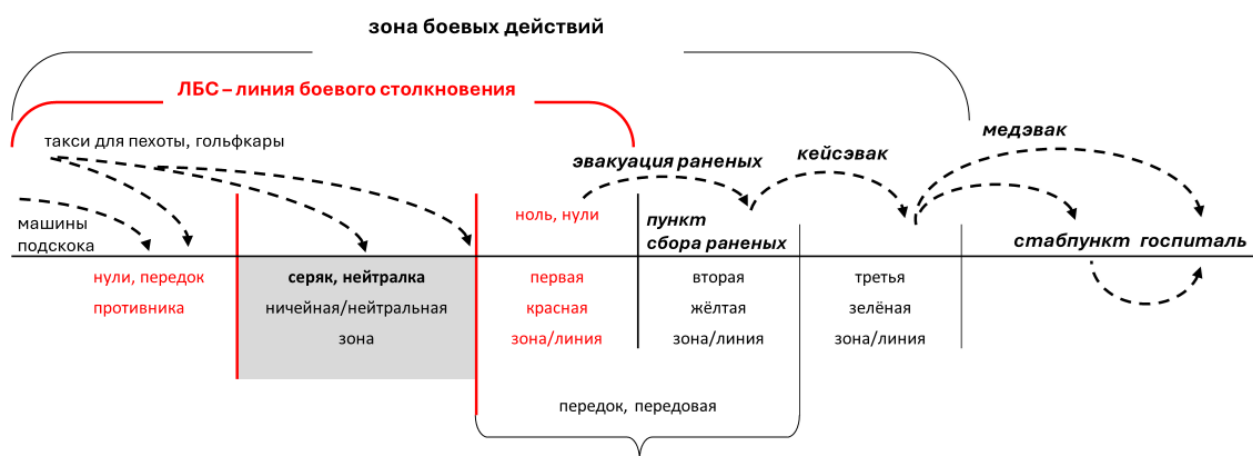 зона боевых действий
ЛБС – линия боевого столкновения
такси для пехоты, гольфкары
медэвак
эвакуация раненых
кейсэвак
машины
подскока
ноль, нули
пункт
сбора раненых
стабпункт госпиталь
нули, передок
противника
серяк, нейтралка
ничейная/нейтральная
зона
первая
красная
зона/линия
вторая
жёлтая
зона/линия
третья
зелёная
зона/линия
передок, передовая